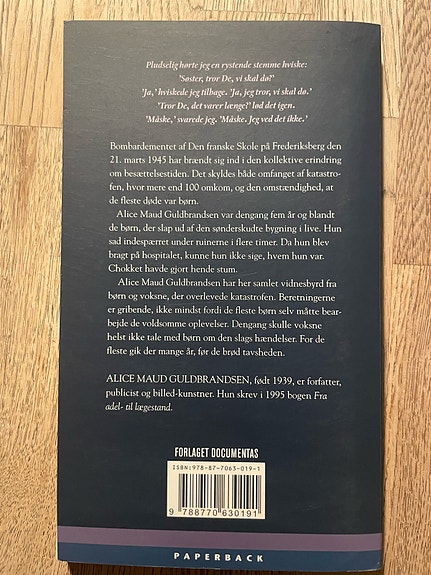 Pludselig hørte jeg en rystende stemme hviske:
'Søster, tror De, vi skal dø?'
'Ja,' hviskede jeg tilbage. 'Ja, jeg tror, vi skal dø.'
'Tror De, det varer længe?' lød det igen.
'Måske,' svarede jeg. 'Måske. Jeg ved det ikke.'
Bombardementet af Den franske Skole på Frederiksberg den
21. marts 1945 har brændt sig ind i den kollektive erindring
om besættelsestiden. Det skyldes både omfanget af katastro-
fen, hvor mere end 100 omkom, og den omstændighed, at
de fleste døde var børn.
Alice Maud Guldbrandsen var dengang fem år og blandt
de børn, der slap ud af den sønderskudte bygning i live. Hun
sad indespærret under ruinerne i flere timer. Da hun blev
bragt på hospitalet, kunne hun ikke sige, hvem hun var.
Chokket havde gjort hende stum.
Alice Maud Guldbrandsen har her samlet vidnesbyrd fra
børn og voksne, der overlevede katastrofen. Beretningerne
er gribende, ikke mindst fordi de fleste børn selv måtte bear-
bejde de voldsomme oplevelser. Dengang skulle voksne
helst ikke tale med børn om den slags hændelser. For de
fleste gik der mange år, før de brød tavsheden.
ALICE MAUD GULDBRANDSEN, født 1939, er forfatter,
publicist og billed-kunstner. Hun skrev i 1995 bogen Fra
adel- til lægestand.
FORLAGET DOCUMENTAS
ISBN: 978-87-7063-019-1
9 788770 630191
PAPERBACK